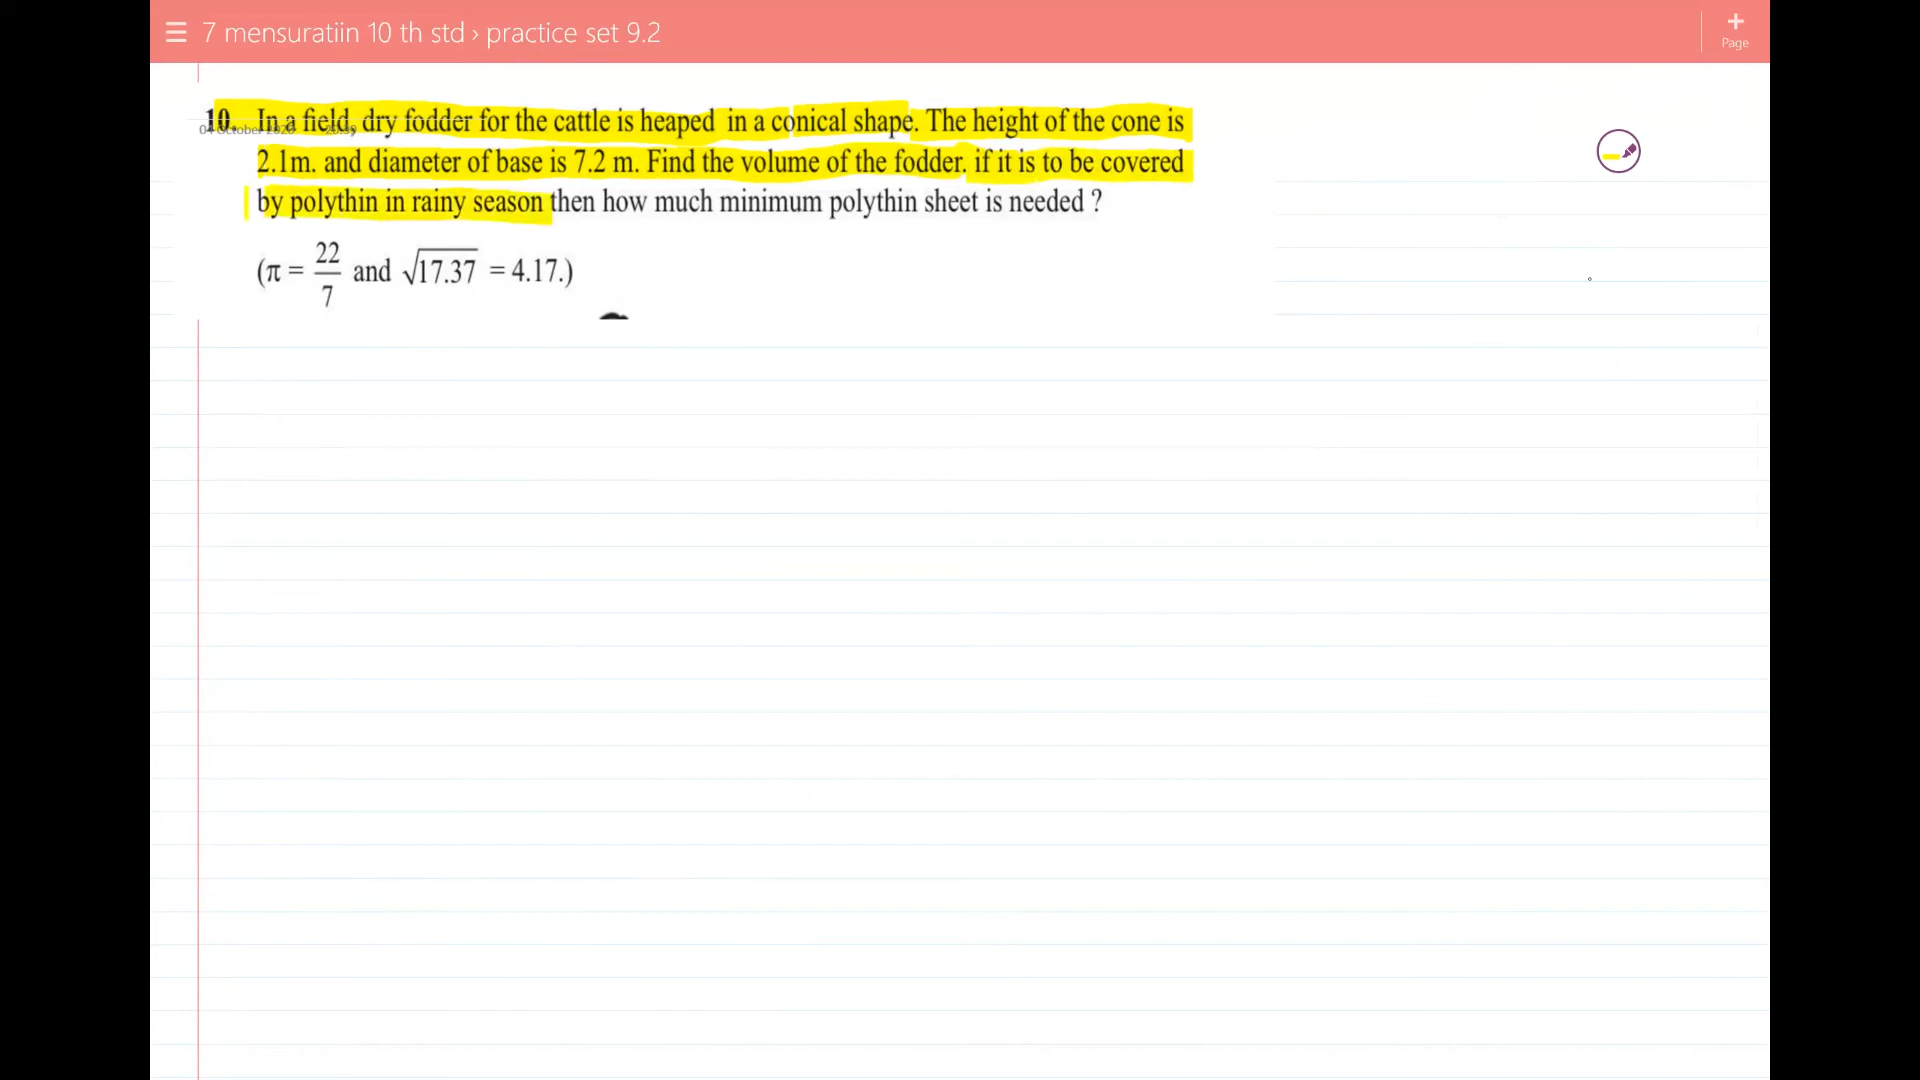 7 mensuratiin 10 th std › practice set 9.2
Page
10. In a field, dry fodder for the cattle is heaped in a conical shape. The height of the cone is
04 October 2020
2.1m. and diameter of base is 7.2 m. Find the volume of the fodder. if it is to be covered
by polythin in rainy season then how much minimum polythin sheet is needed ?
(π = 22/7 and √17.37 = 4.17.)